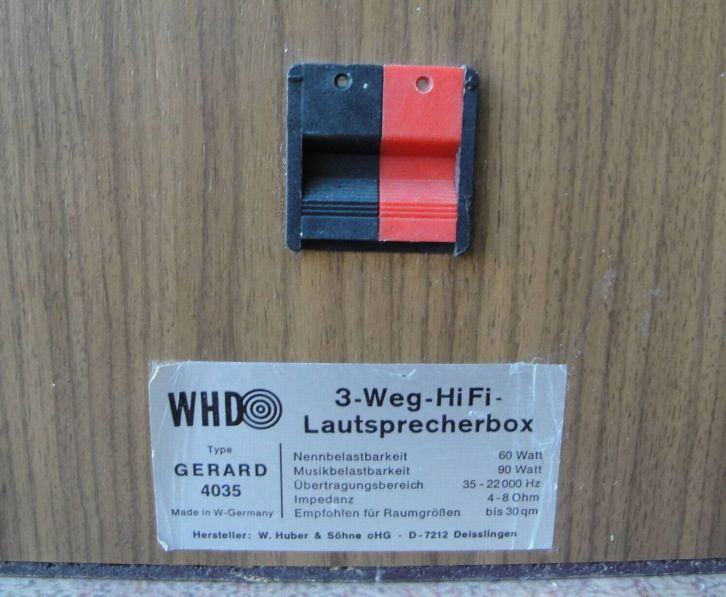 WHD
3-Weg-HiFi-
Lautsprecherbox
Type
GERARD
4035
Made in W-Germany
Nennbelastbarkeit 60 Watt
Musikbelastbarkeit 90 Watt
Übertragungsbereich 35-22000 Hz
Impedanz 4-8 Ohm
Empfohlen für Raumgrößen bis 30 qm
Hersteller: W. Huber & Söhne oHG - D-7212 Deisslingen